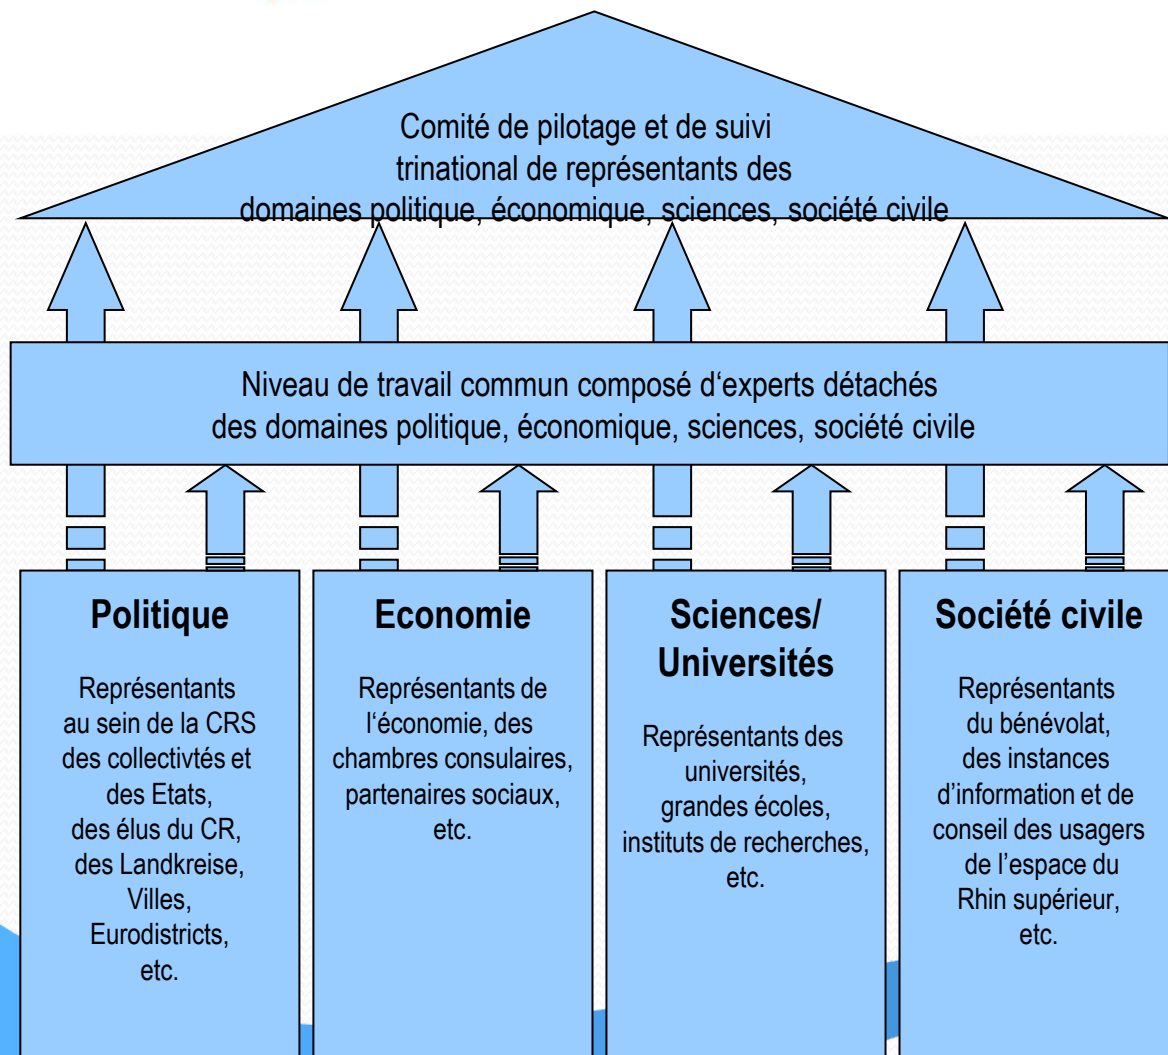 Comité de pilotage et de suivi
trinational de représentants des
domaines politique, économique, sciences, société civile
Niveau de travail commun composé d‘experts détachés
des domaines politique, économique, sciences, société civile
Politique
Représentants
au sein de la CRS
des collectivtés et
des Etats,
des élus du CR,
des Landkreise,
Villes,
Eurodistricts,
etc.
Economie
Représentants de
l‘économie, des
chambres consulaires,
partenaires sociaux,
etc.
Sciences/
Universités
Représentants des
universités,
grandes écoles,
instituts de recherches,
etc.
Société civile
Représentants
du bénévolat,
des instances
d’information et de
conseil des usagers
de l’espace du
Rhin supérieur,
etc.